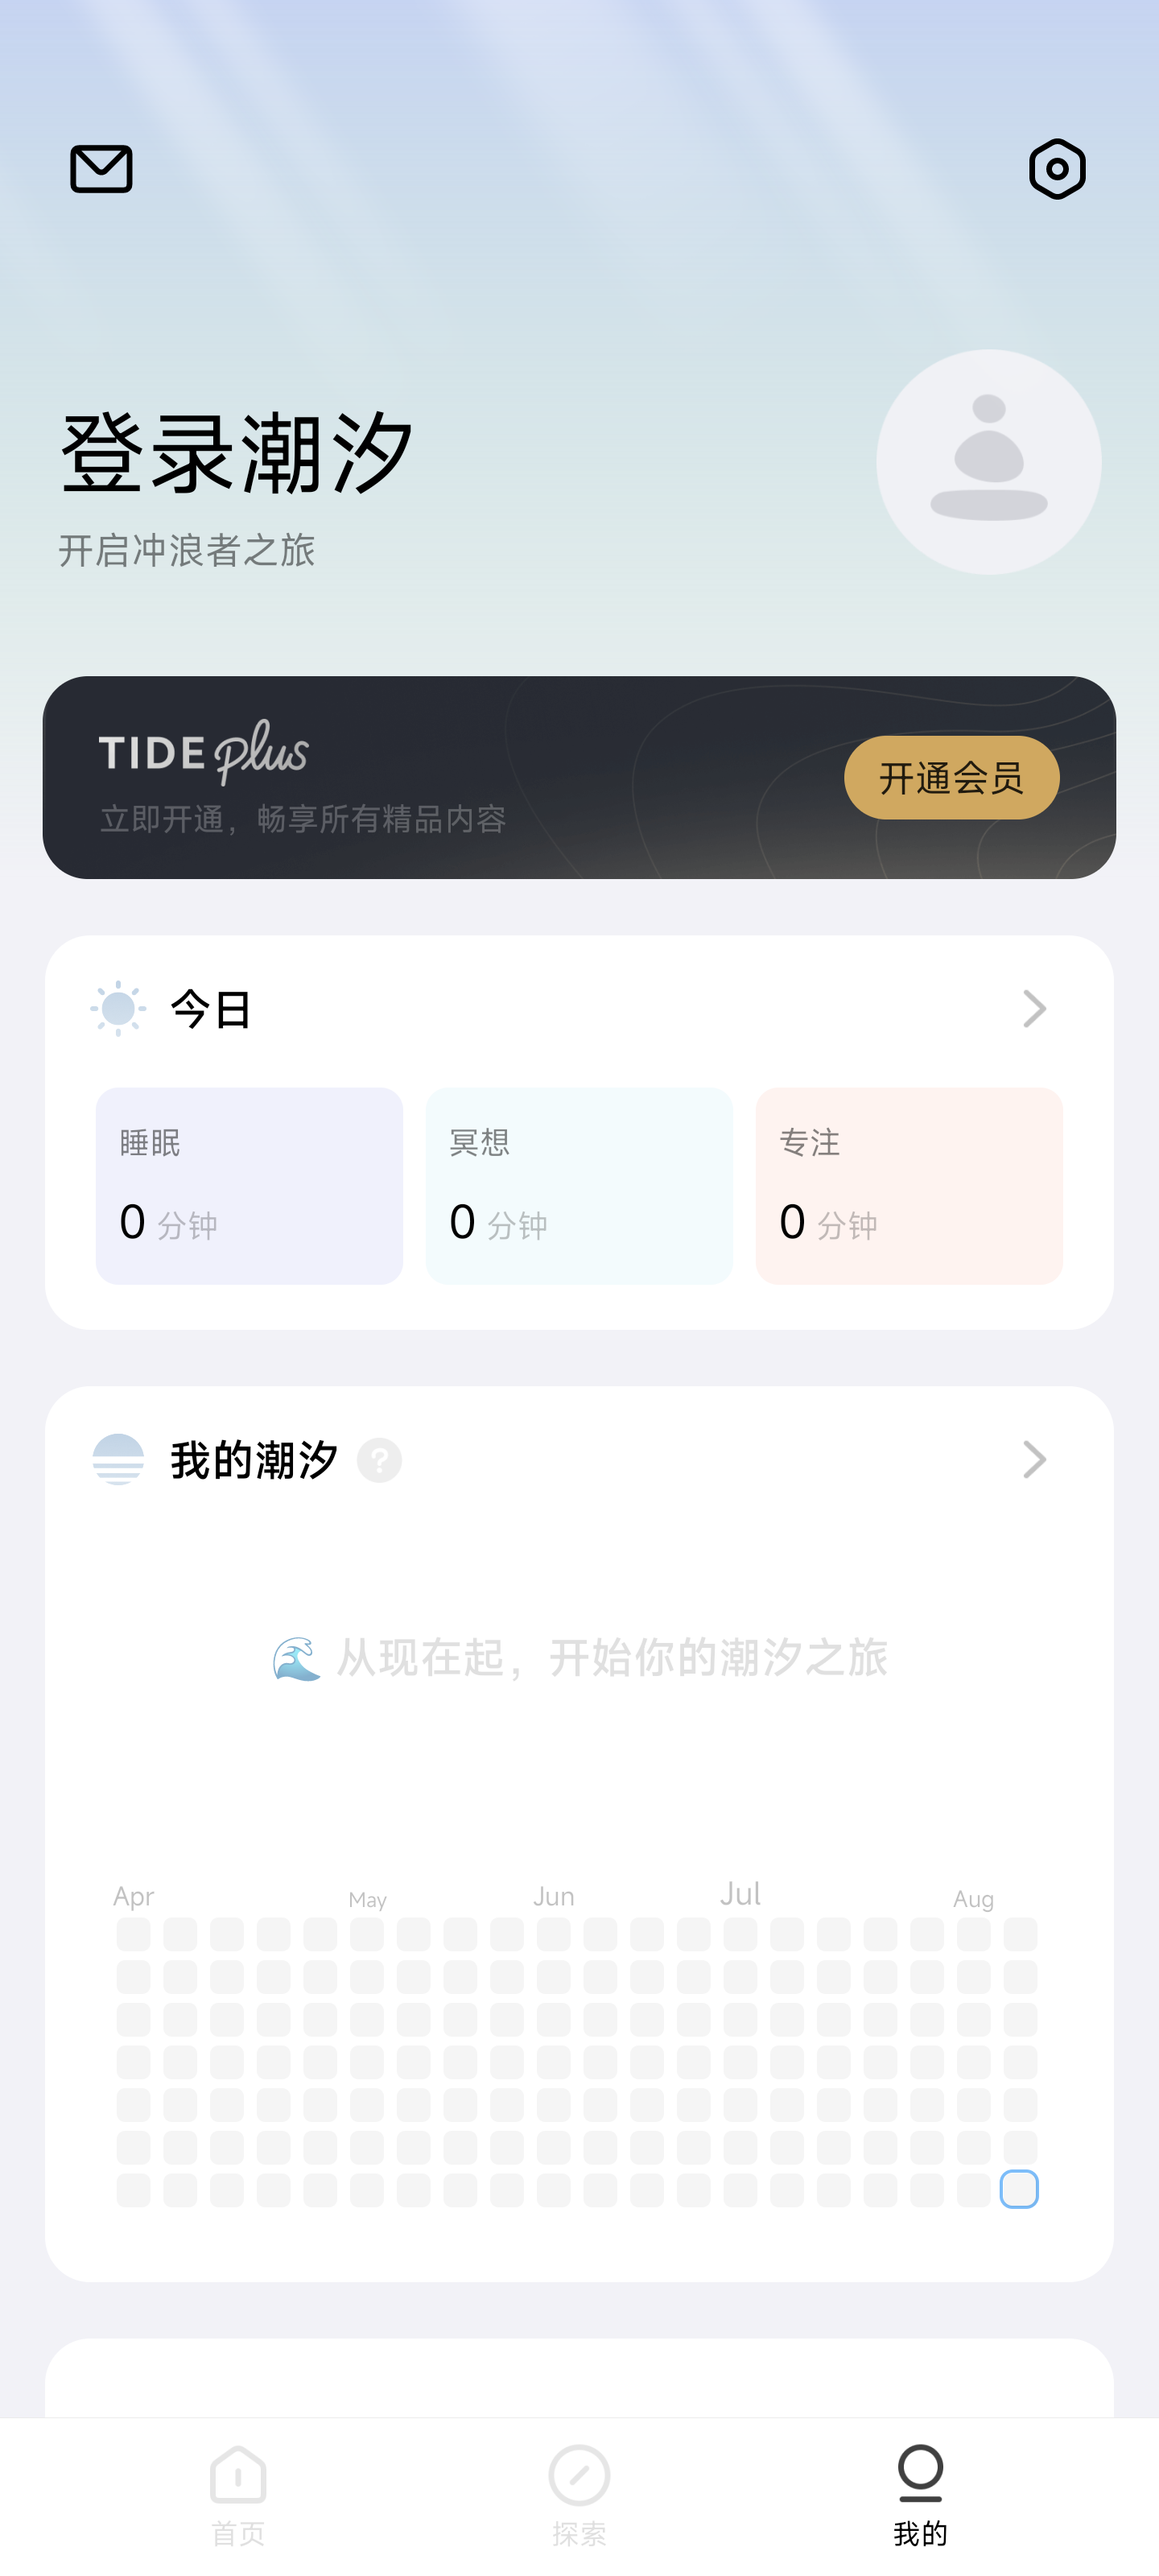 登录潮汐
开启冲浪者之旅
TIDE plus
立即开通，畅享所有精品内容
开通会员
今日
睡眠
0 分钟
冥想
0 分钟
专注
0 分钟
我的潮汐 ?
🌊 从现在起，开始你的潮汐之旅
Apr May Jun Jul Aug
首页 探索 我的